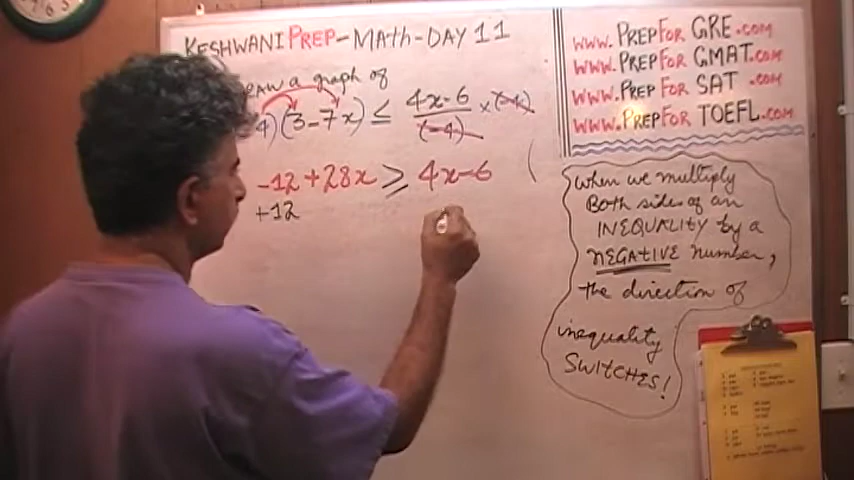 KESHWANI PREP-MATH-DAY 11
a graph of
4)(3-7x) ≤ 4x-6/(-4) ×(-4)
-12+28x ≥ 4x-6
+12
WWW.PREPFOR GRE.COM
WWW.PREPFOR GMAT.COM
WWW.PREPFOR SAT.COM
WWW.PREPFOR TOEFL.COM
When we multiply
Both sides of an
INEQUALITY by a
NEGATIVE number,
the direction of
inequality
SWITCHES!